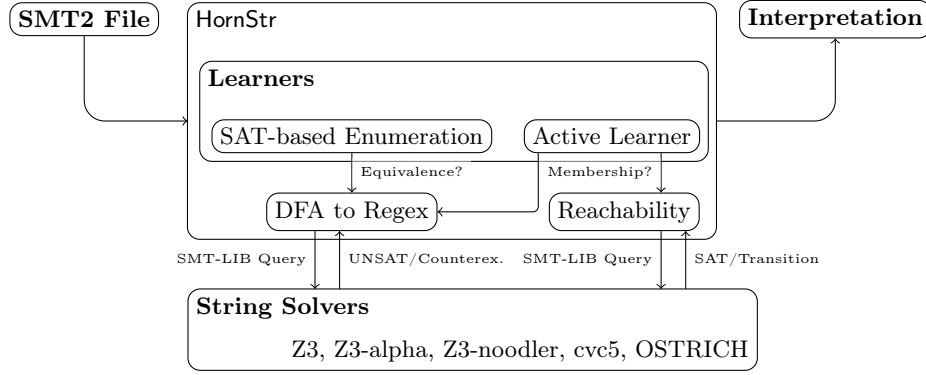 SMT2 File
HornStr
Interpretation
Learners
SAT-based Enumeration
Active Learner
Equivalence?
Membership?
DFA to Regex
Reachability
SMT-LIB Query
UNSAT/Counterex.
SMT-LIB Query
SAT/Transition
String Solvers
Z3, Z3-alpha, Z3-noodler, cvc5, OSTRICH